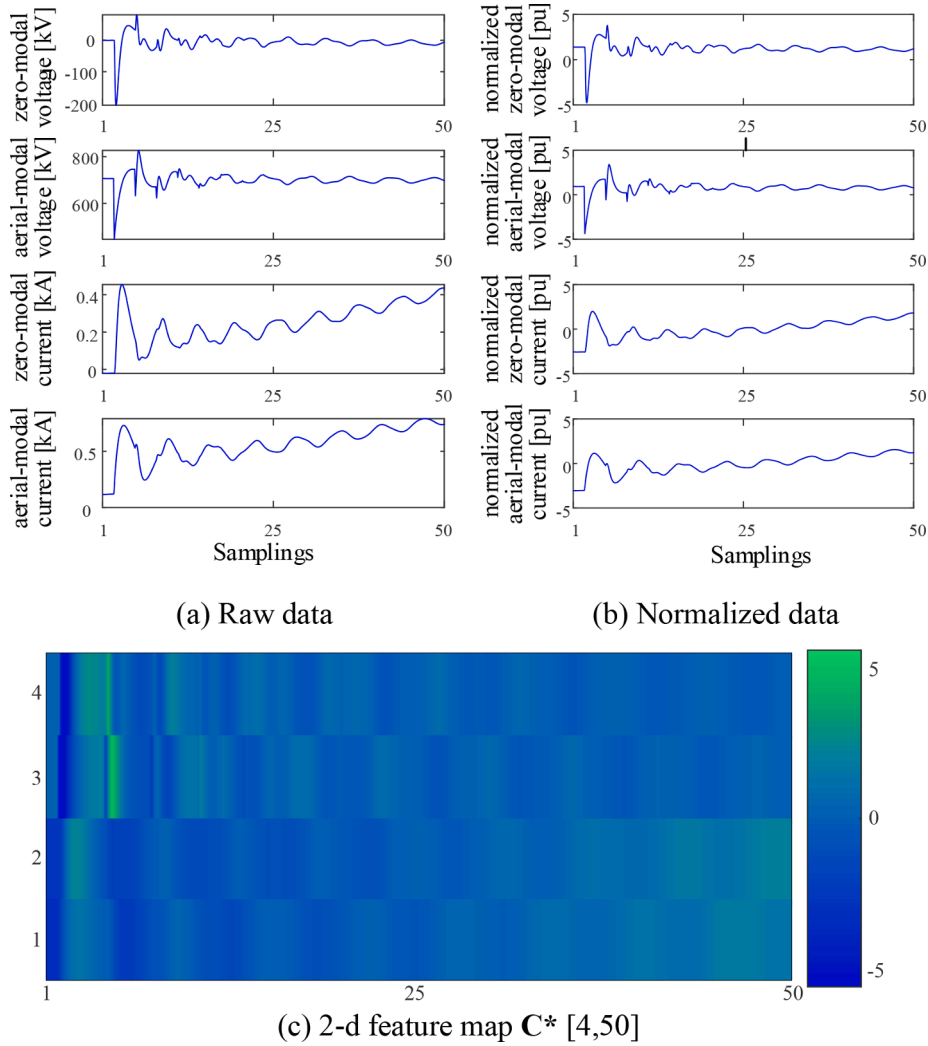 zero-modal
voltage [kV]
0
-100
-200
1
25
50
aerial-modal
voltage [kV]
800
600
1
25
50
zero-modal
current [kA]
0.4
0.2
0
1
25
50
aerial-modal
current [kA]
0.5
0
1
25
50
Samplings
(a) Raw data
normalized
zero-modal
voltage [pu]
5
0
-5
1
25
50
normalized
aerial-modal
voltage [pu]
5
0
-5
1
25
50
normalized
zero-modal
current [pu]
5
0
-5
1
25
50
normalized
aerial-modal
current [pu]
5
0
-5
1
25
50
Samplings
(b) Normalized data
4
3
2
1
1
25
50
5
0
-5
(c) 2-d feature map C* [4,50]